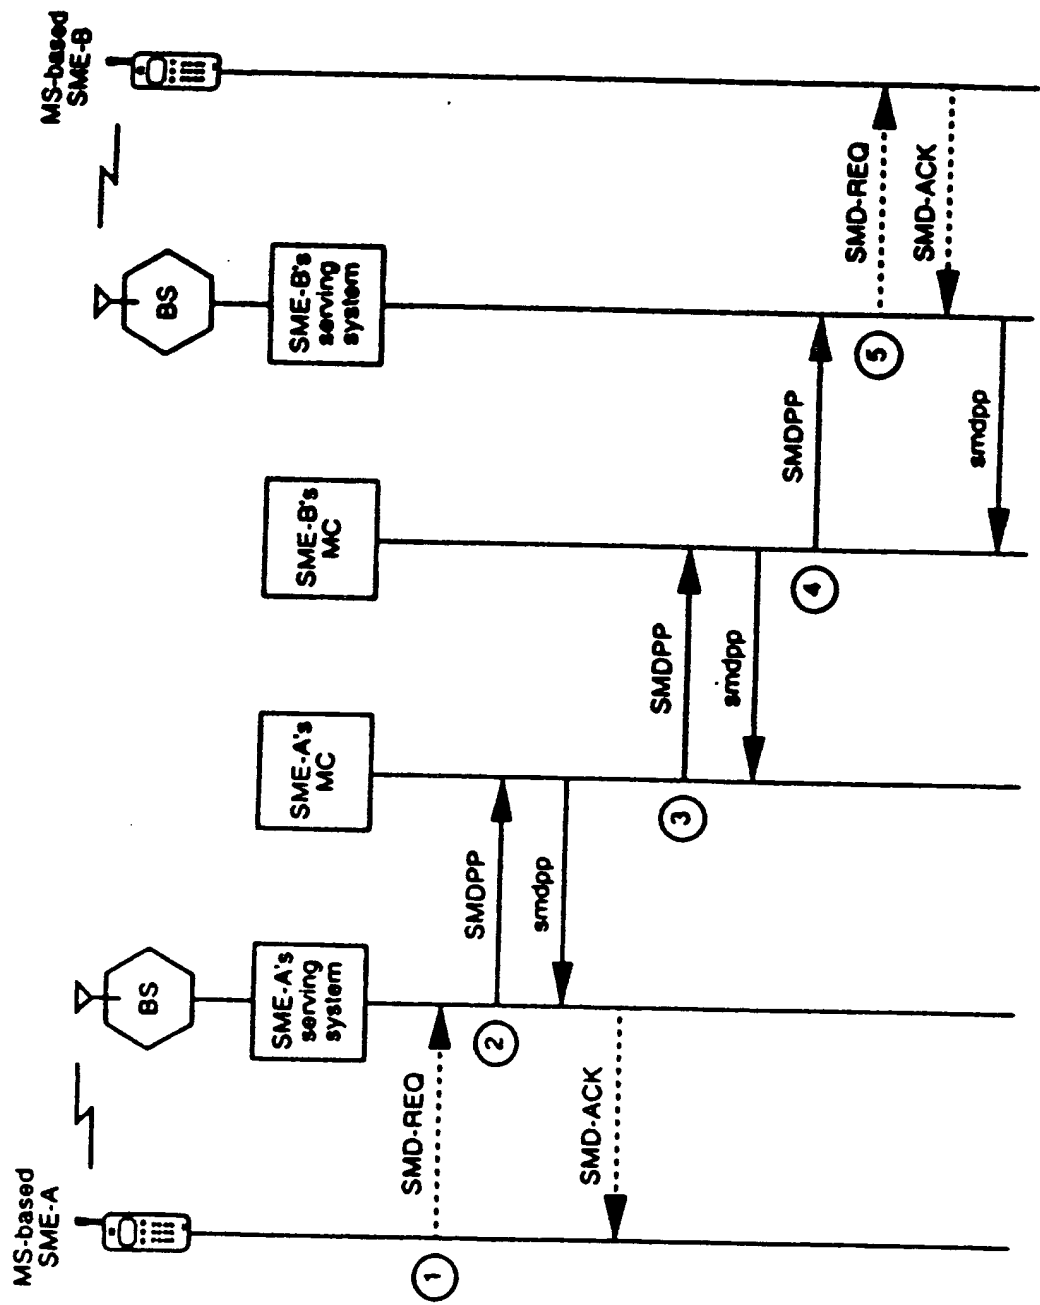 MS-based
SME-A
BS
SME-A's
serving
system
SME-A's
MC
SME-B's
MC
BS
SME-B's
serving
system
MS-based
SME-B
1
SMD-REQ
2
SMDPP
smdpp
SMD-ACK
3
SMDPP
smdpp
4
SMDPP
5
SMD-REQ
SMD-ACK
smdpp